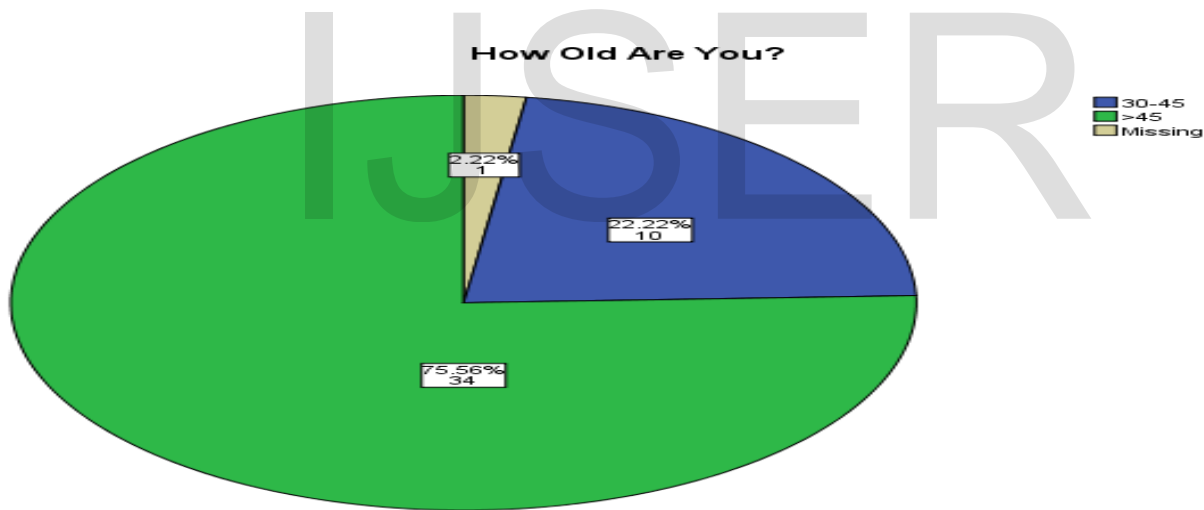 IJSER
How Old Are You?
30-45
>45
Missing
2.22%
1
22.22%
10
75.56%
34